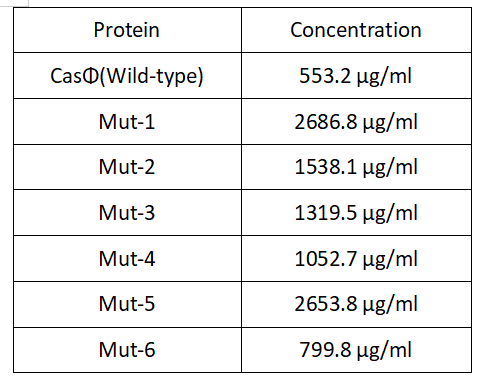 Protein Concentration
CasΦ(Wild-type) 553.2 μg/ml
Mut-1 2686.8 μg/ml
Mut-2 1538.1 μg/ml
Mut-3 1319.5 μg/ml
Mut-4 1052.7 μg/ml
Mut-5 2653.8 μg/ml
Mut-6 799.8 μg/ml